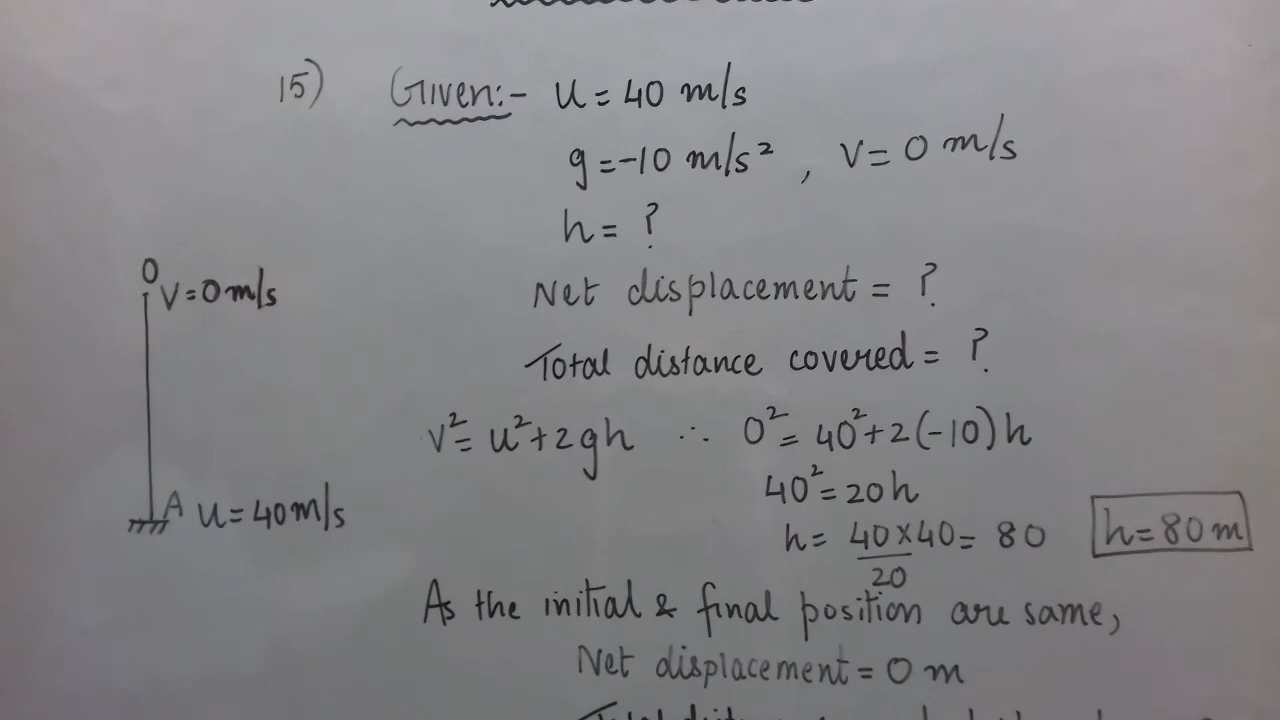 15) Given:- u = 40 m/s
g = -10 m/s² , v = 0 m/s
h = ?
Net displacement = ?
Total distance covered = ?
v² = u² + 2gh ∴ 0² = 40² + 2(-10)h
40² = 20h
h = 40×40/20 = 80 h = 80 m
As the initial & final position are same,
Net displacement = 0 m
O v = 0 m/s
A u = 40 m/s